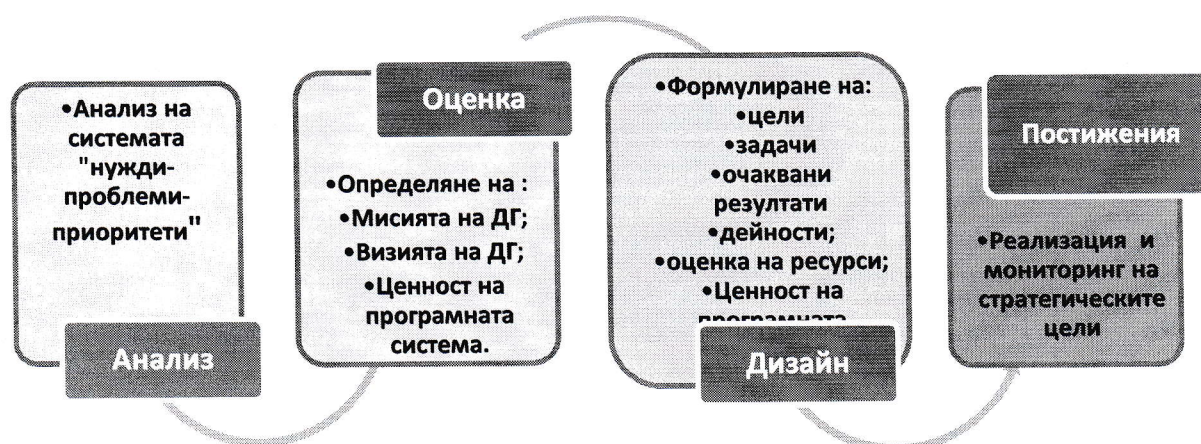 •Анализ на
системата
"нужди-
проблеми-
приоритети"
Анализ
Оценка
•Определяне на :
•Мисията на ДГ;
•Визията на ДГ;
•Ценност на
програмната
система.
•Формулиране на:
•цели
•задачи
•очаквани
резултати
•дейности;
•оценка на ресурси;
•Ценност на
програмната
Дизайн
Постижения
•Реализация и
мониторинг на
стратегическите
цели